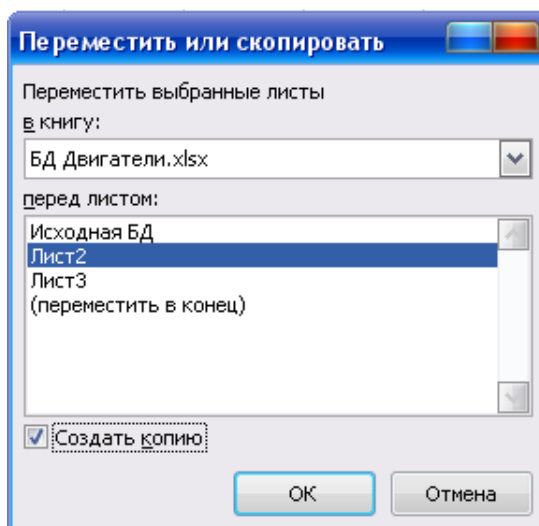 Переместить или скопировать
Переместить выбранные листы
в книгу:
БД Двигатели.xlsx
перед листом:
Исходная БД
Лист2
Лист3
(переместить в конец)
Создать копию
ОК
Отмена